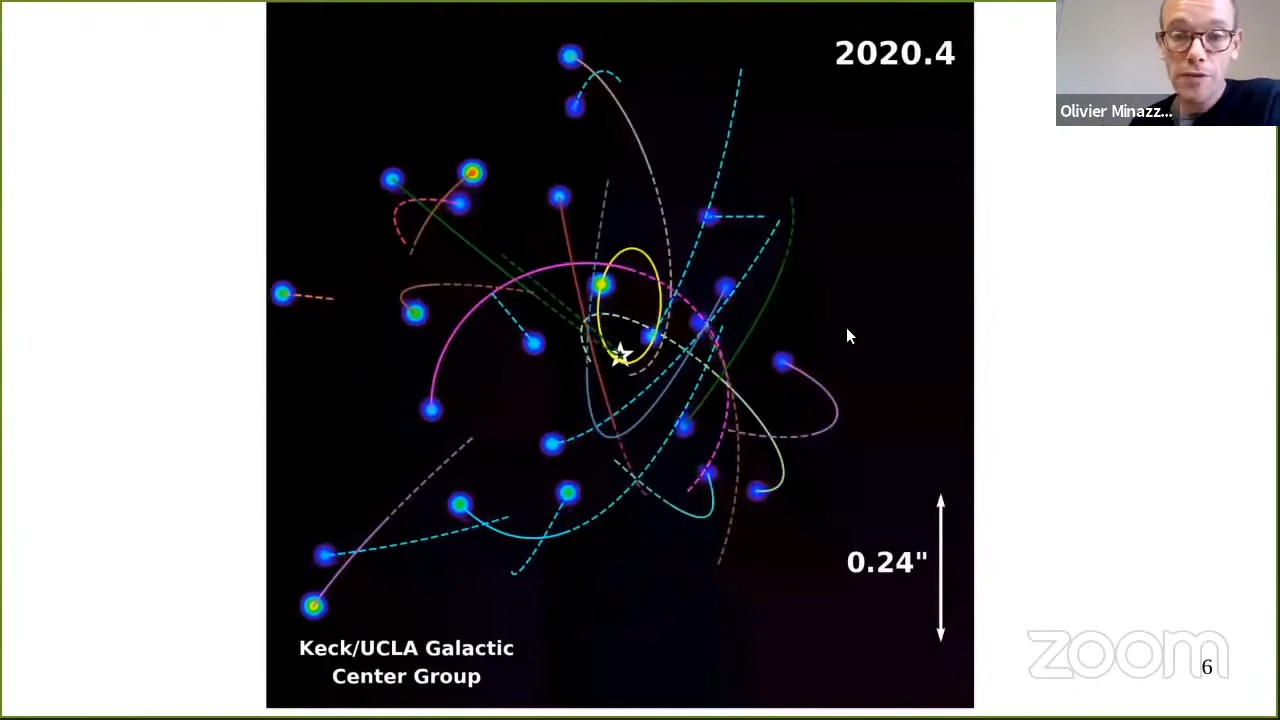 2020.4
Olivier Minazz...
0.24"
Keck/UCLA Galactic
Center Group
zoom
6